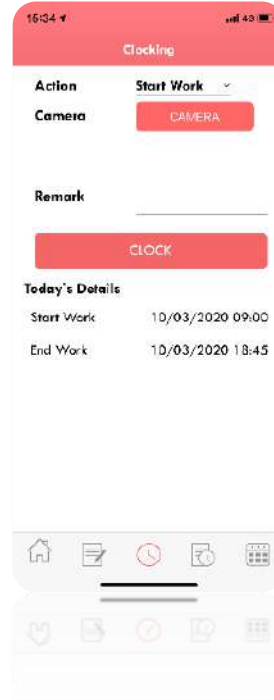 15:34 4G
Clocking
Action Start Work
Camera CAMERA
Remark
CLOCK
Today's Details
Start Work 10/03/2020 09:00
End Work 10/03/2020 18:45